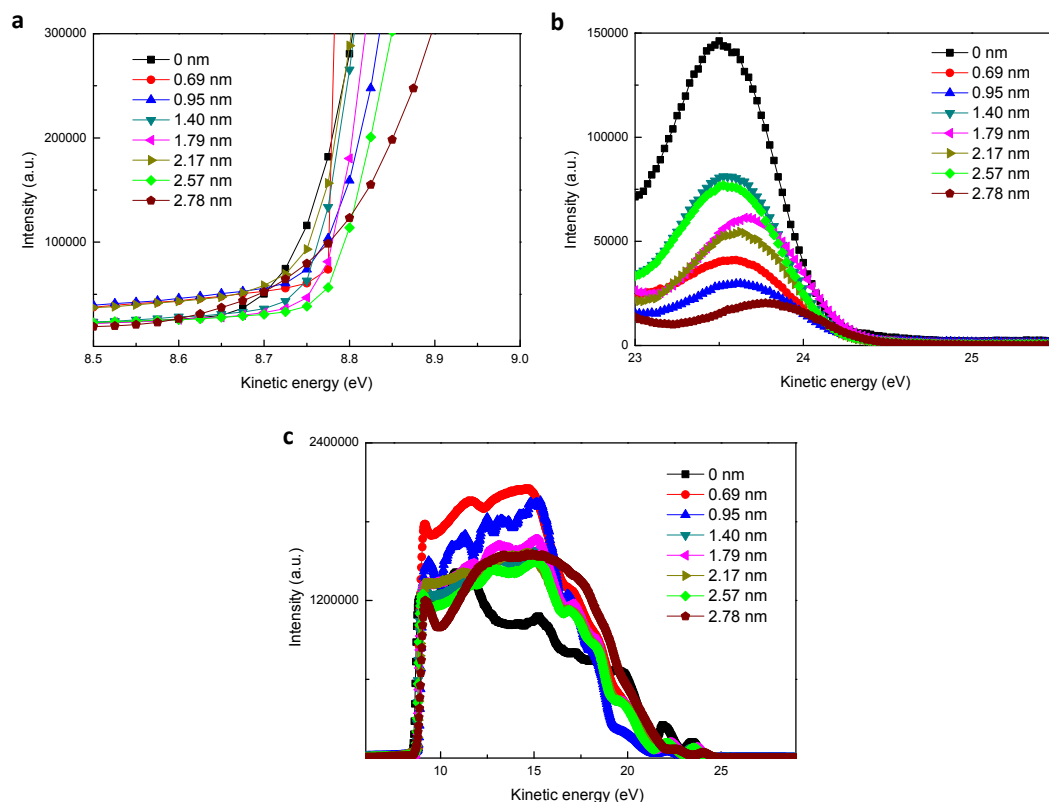 a
300000
200000
100000
Intensity (a.u.)
0 nm
0.69 nm
0.95 nm
1.40 nm
1.79 nm
2.17 nm
2.57 nm
2.78 nm
8.5 8.6 8.7 8.8 8.9 9.0
Kinetic energy (eV)
b
150000
100000
50000
0
Intensity (a.u.)
0 nm
0.69 nm
0.95 nm
1.40 nm
1.79 nm
2.17 nm
2.57 nm
2.78 nm
23 24 25
Kinetic energy (eV)
c
2400000
1200000
Intensity (a.u.)
0 nm
0.69 nm
0.95 nm
1.40 nm
1.79 nm
2.17 nm
2.57 nm
2.78 nm
10 15 20 25
Kinetic energy (eV)